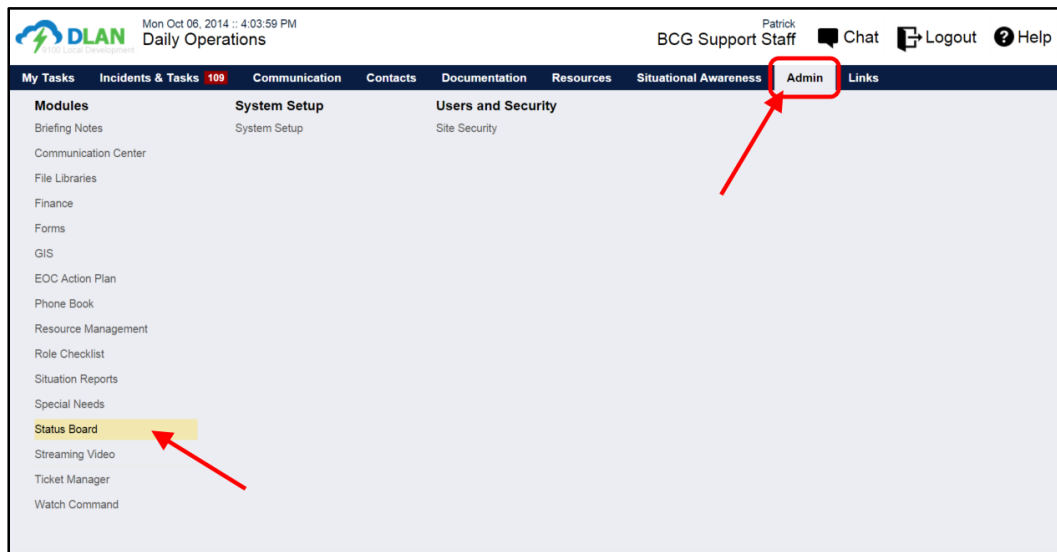 DLAN
9100 Local Development
Mon Oct 06, 2014 :: 4:03:59 PM
Daily Operations
Patrick
BCG Support Staff
Chat
Logout
Help
My Tasks Incidents & Tasks 109 Communication Contacts Documentation Resources Situational Awareness Admin Links
Modules
Briefing Notes
Communication Center
File Libraries
Finance
Forms
GIS
EOC Action Plan
Phone Book
Resource Management
Role Checklist
Situation Reports
Special Needs
Status Board
Streaming Video
Ticket Manager
Watch Command
System Setup
System Setup
Users and Security
Site Security